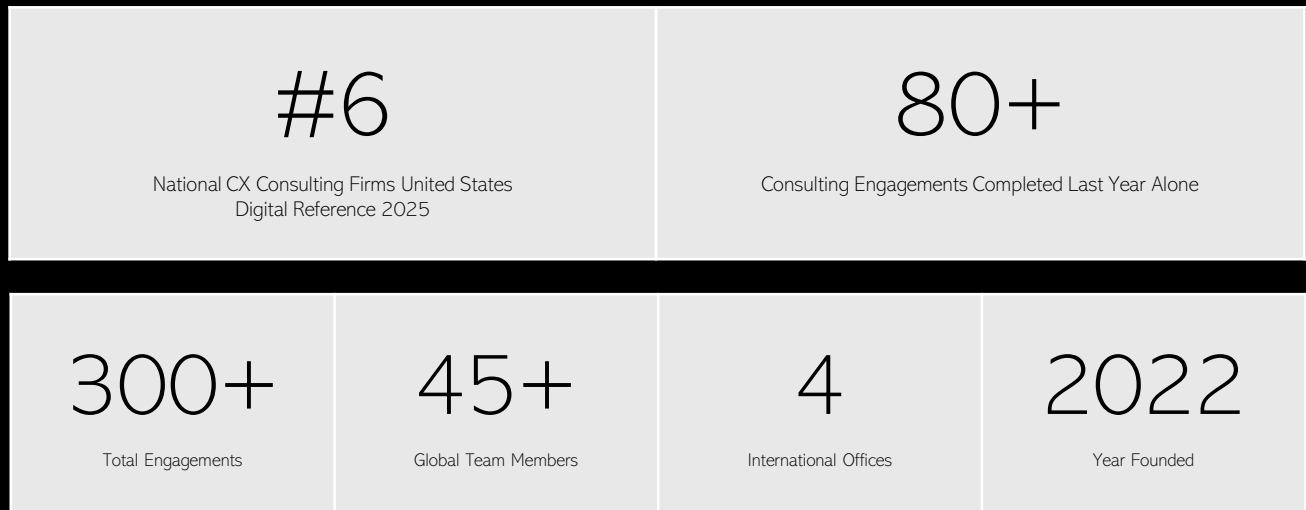 #6
National CX Consulting Firms United States
Digital Reference 2025
80+
Consulting Engagements Completed Last Year Alone
300+
Total Engagements
45+
Global Team Members
4
International Offices
2022
Year Founded